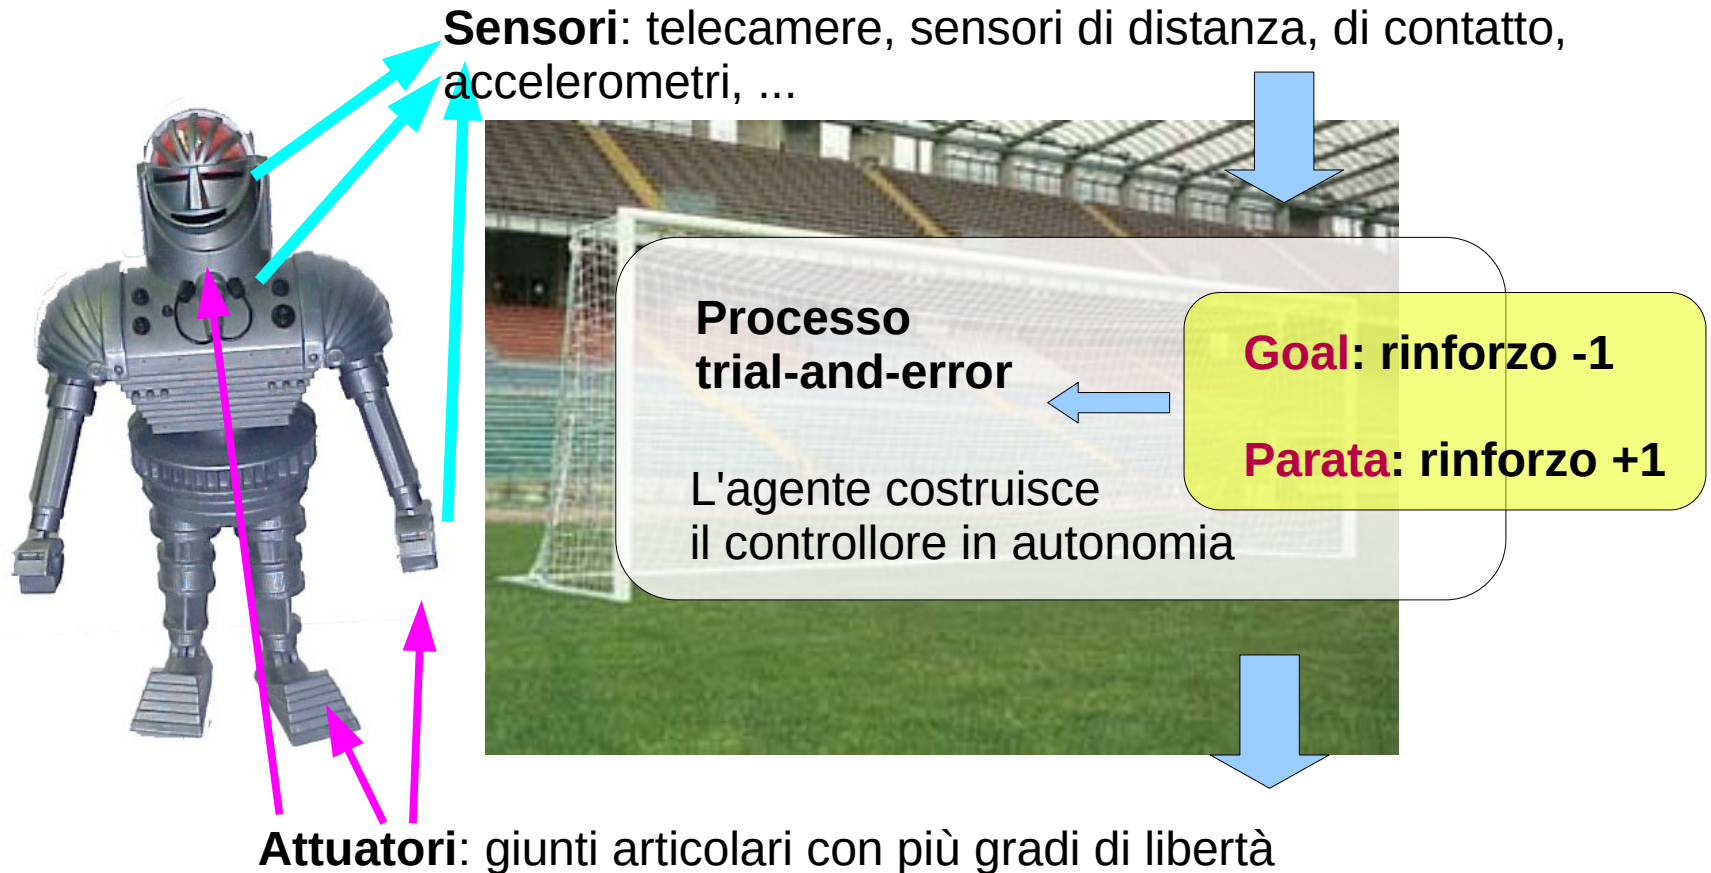 Sensori: telecamere, sensori di distanza, di contatto,
accelerometri, ...
Processo
trial-and-error
Goal: rinforzo -1
Parata: rinforzo +1
L'agente costruisce
il controllore in autonomia
Attuatori: giunti articolari con più gradi di libertà